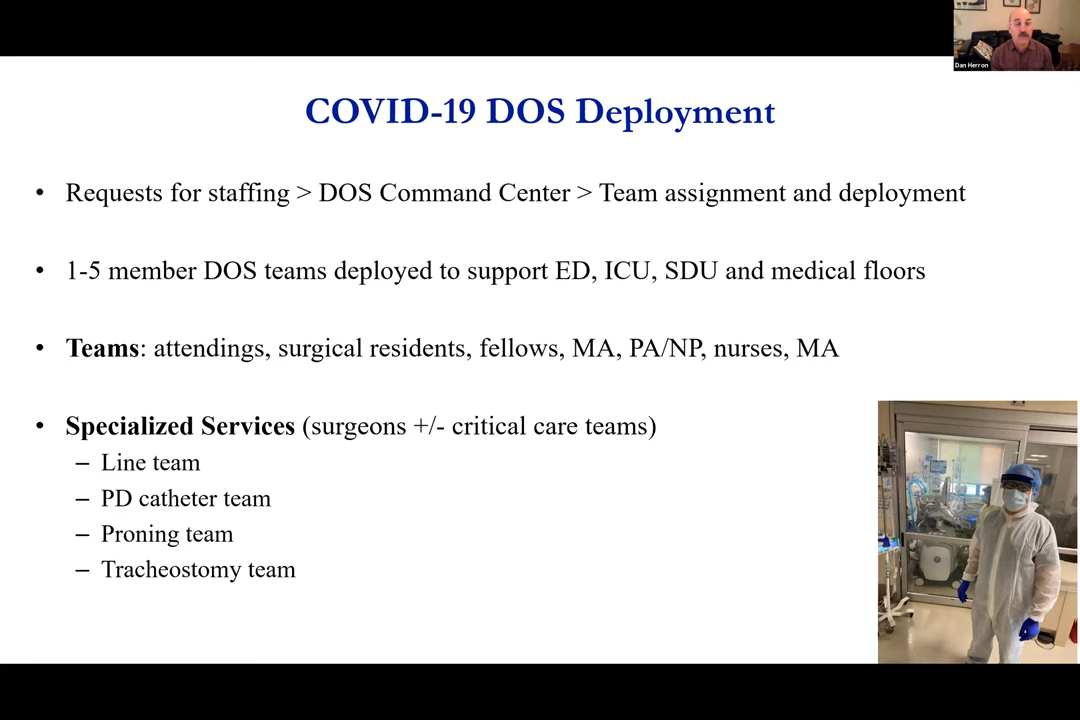 Dan Herron
COVID-19 DOS Deployment
• Requests for staffing > DOS Command Center > Team assignment and deployment
• 1-5 member DOS teams deployed to support ED, ICU, SDU and medical floors
• Teams: attendings, surgical residents, fellows, MA, PA/NP, nurses, MA
• Specialized Services (surgeons +/- critical care teams)
– Line team
– PD catheter team
– Proning team
– Tracheostomy team